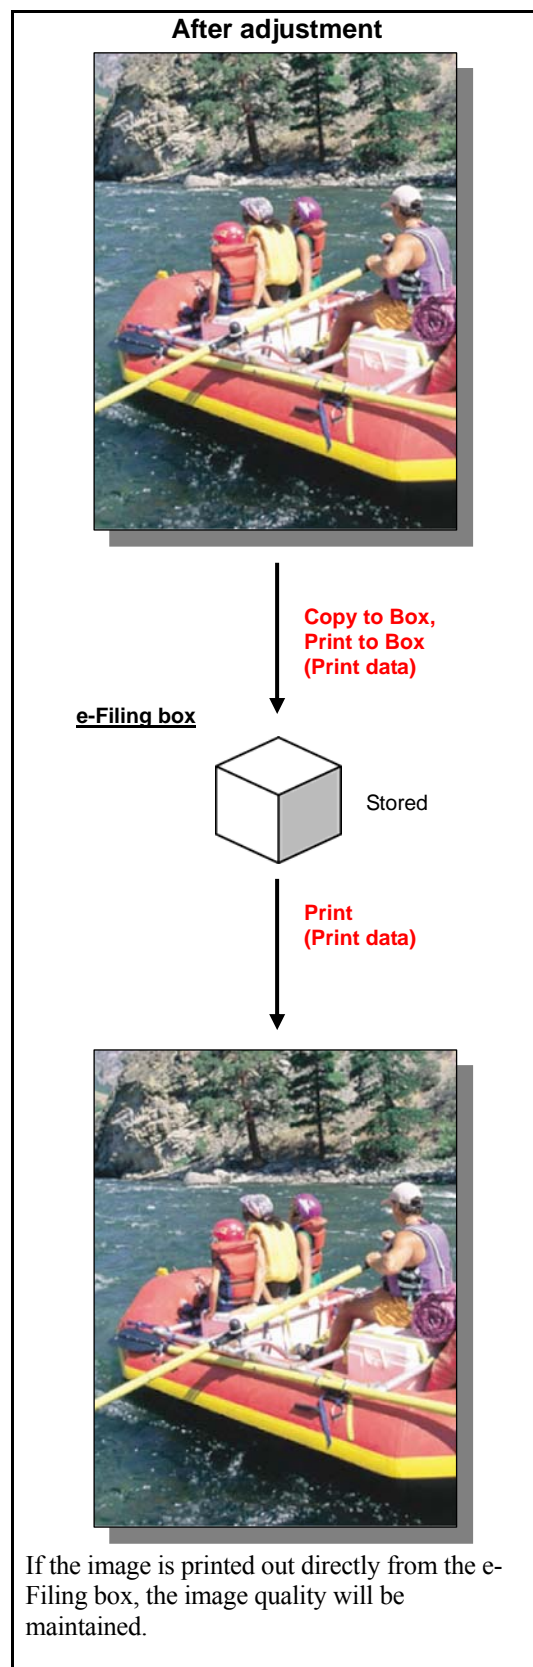 After adjustment
Copy to Box,
Print to Box
(Print data)
e-Filing box
Stored
Print
(Print data)
If the image is printed out directly from the e-
Filing box, the image quality will be
maintained.